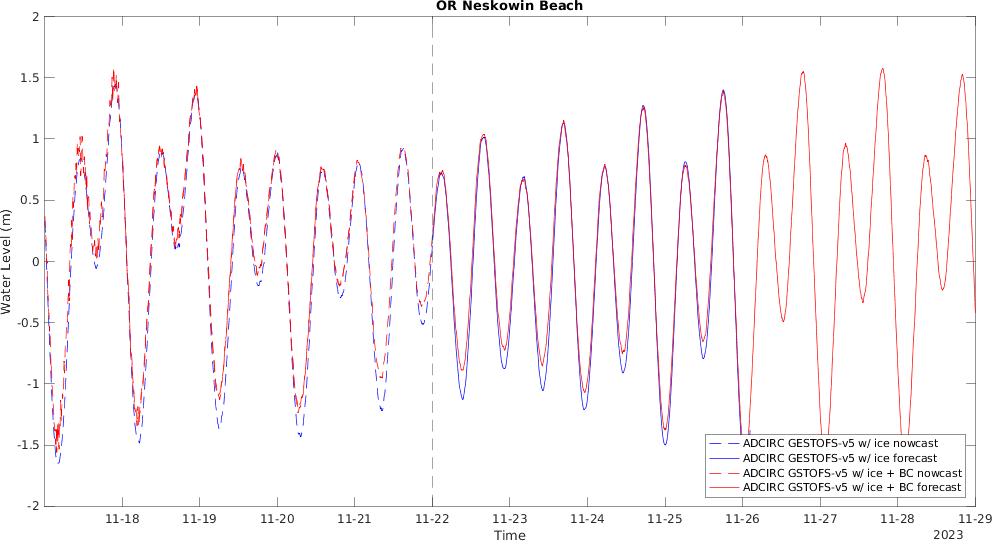 OR Neskowin Beach
2
1.5
1
0.5
0
-0.5
-1
-1.5
-2
Water Level (m)
ADCIRC GESTOFS-v5 w/ ice nowcast
ADCIRC GESTOFS-v5 w/ ice forecast
ADCIRC GSTOFS-v5 w/ ice + BC nowcast
ADCIRC GSTOFS-v5 w/ ice + BC forecast
11-18 11-19 11-20 11-21 11-22 11-23 11-24 11-25 11-26 11-27 11-28 11-29
Time
2023